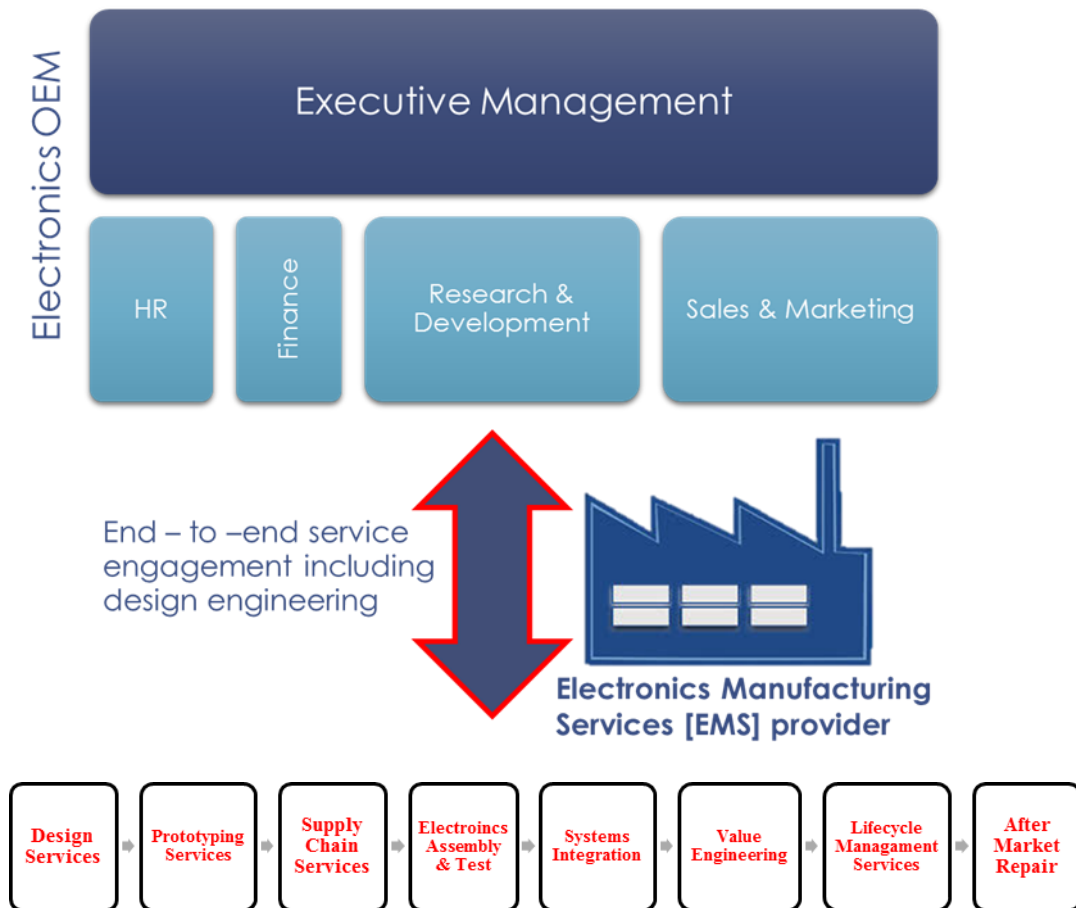 Electronics OEM
Executive Management
HR
Finance
Research &
Development
Sales & Marketing
End – to –end service
engagement including
design engineering
Electronics Manufacturing
Services [EMS] provider
Design
Services
Prototyping
Services
Supply
Chain
Services
Electroincs
Assembly
& Test
Systems
Integration
Value
Engineering
Lifecycle
Managament
Services
After
Market
Repair